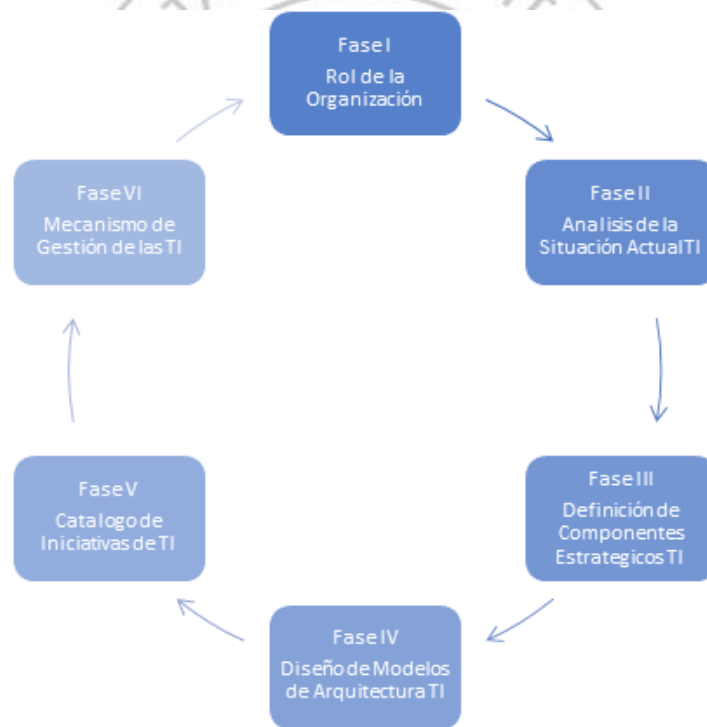 Fase I
Rol de la
Organización
Fase II
Analisis de la
Situación Actual TI
Fase III
Definición de
Componentes
Estrategicos TI
Fase IV
Diseño de Modelos
de Arquitectura TI
Fase V
Catalogo de
Iniciativas de TI
Fase VI
Mecanismo de
Gestión de las TI